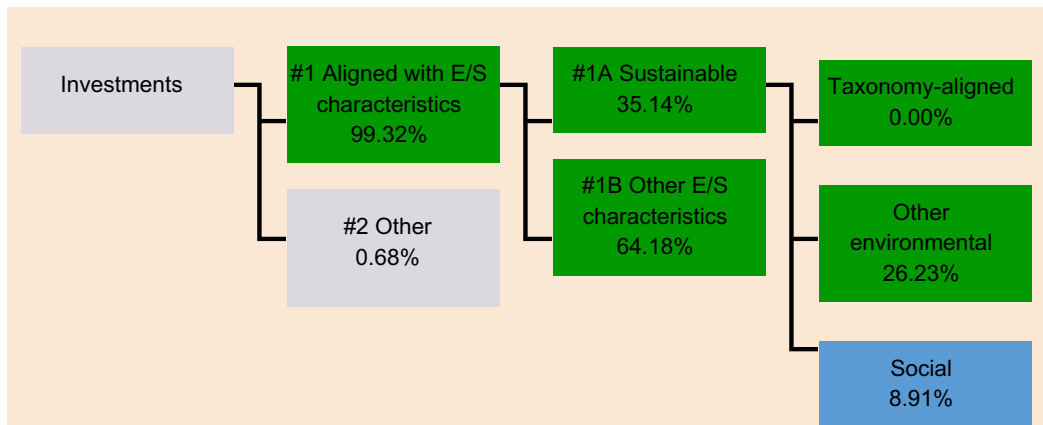 Investments
#1 Aligned with E/S
characteristics
99.32%
#2 Other
0.68%
#1A Sustainable
35.14%
#1B Other E/S
characteristics
64.18%
Taxonomy-aligned
0.00%
Other
environmental
26.23%
Social
8.91%